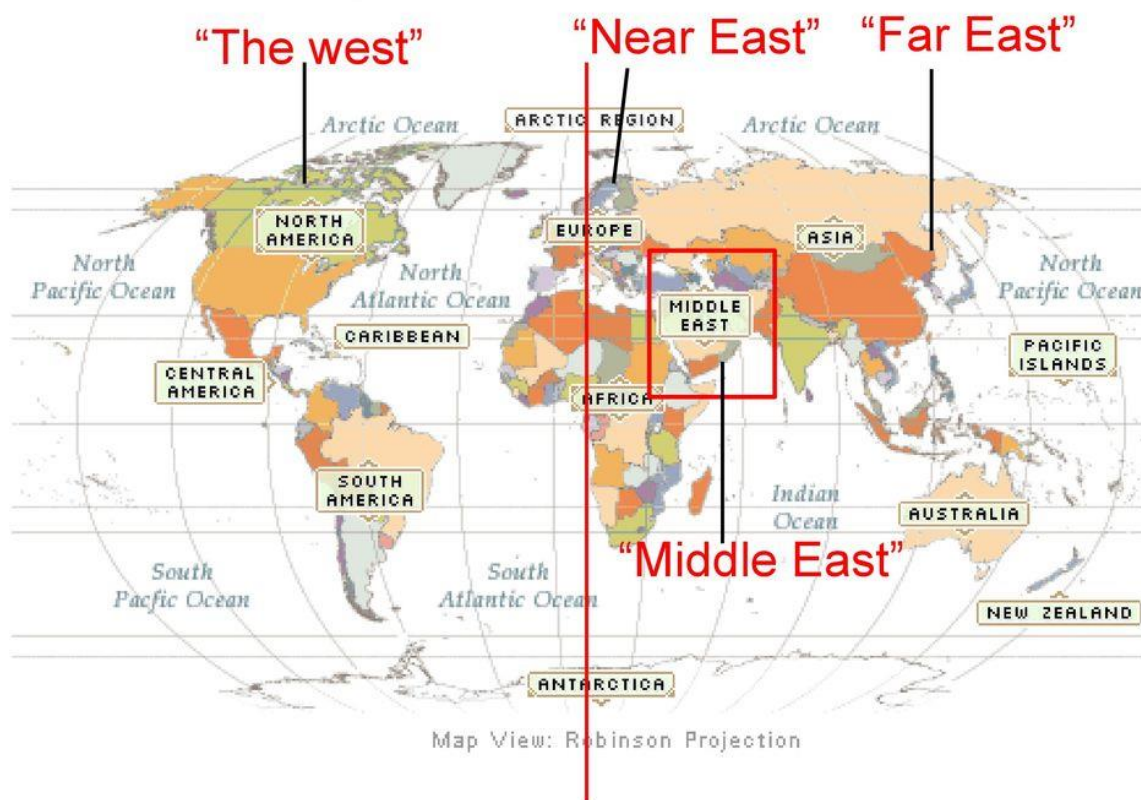 “The west”
“Near East”
“Far East”
Arctic Ocean
ARCTIC REGION
Arctic Ocean
NORTH
AMERICA
EUROPE
ASIA
North
Pacific Ocean
North
Atlantic Ocean
North
Pacific Ocean
MIDDLE
EAST
CARIBBEAN
PACIFIC
ISLANDS
CENTRAL
AMERICA
AFRICA
SOUTH
AMERICA
Indian
Ocean
AUSTRALIA
“Middle East”
South
Pacfic Ocean
South
Atlantic Ocean
NEW ZEALAND
ANTARCTICA
Map View: Robinson Projection